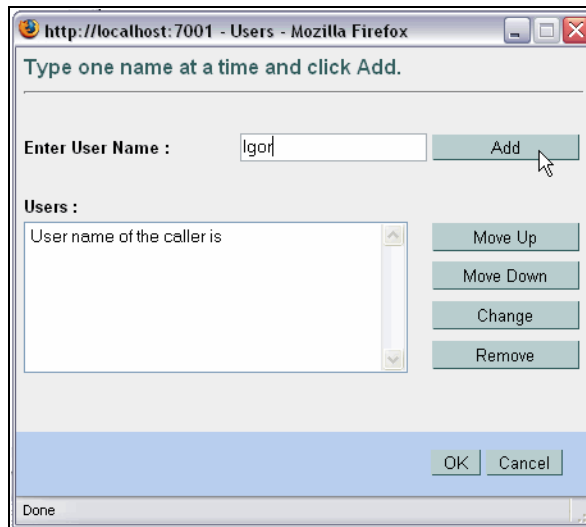 http://localhost:7001 - Users - Mozilla Firefox
Type one name at a time and click Add.
Enter User Name : Igor Add
Users :
User name of the caller is
Move Up
Move Down
Change
Remove
OK Cancel
Done